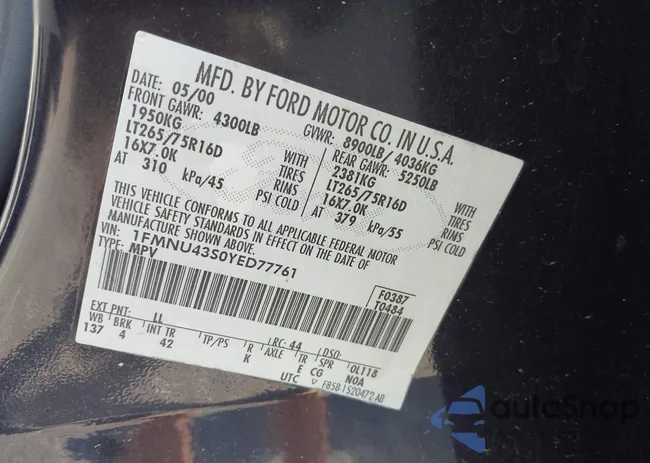 MFD. BY FORD MOTOR CO. IN U.S.A.
DATE: 05/00 GVWR: 8900LB/ 4036KG
FRONT GAWR: 4300LB REAR GAWR: 5250LB
1950KG WITH 2381KG WITH
LT265/75R16D TIRES LT265/75R16D TIRES
16X7.0K RIMS 16X7.0K RIMS
AT 310 kPa/45 PSI COLD AT 379 kPa/55 PSI COLD
THIS VEHICLE CONFORMS TO ALL APPLICABLE FEDERAL MOTOR
VEHICLE SAFETY STANDARDS IN EFFECT ON THE DATE OF
MANUFACTURE SHOWN ABOVE.
VIN: 1FMNU43S0YED77761
TYPE: MPV
F0387
T0484
EXT PNT: LL LRC: 44 DSO:
WB BRK INT TR TP/PS R AXLE TR SPR 0L118
137 4 42 K E CG NOA
UTC V F85B-1520472-AB
autoSnap